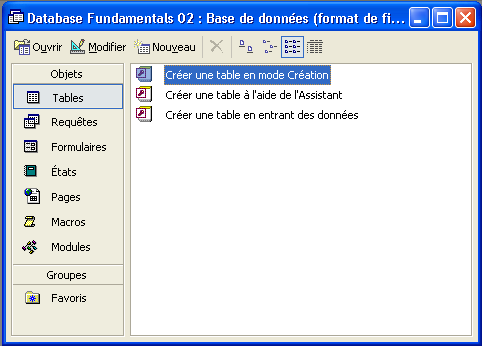 Database Fundamentals 02 : Base de données (format de fi...
Ouvrir Modifier Nouveau
Objets
Tables
Requêtes
Formulaires
États
Pages
Macros
Modules
Groupes
Favoris
Créer une table en mode Création
Créer une table à l'aide de l'Assistant
Créer une table en entrant des données